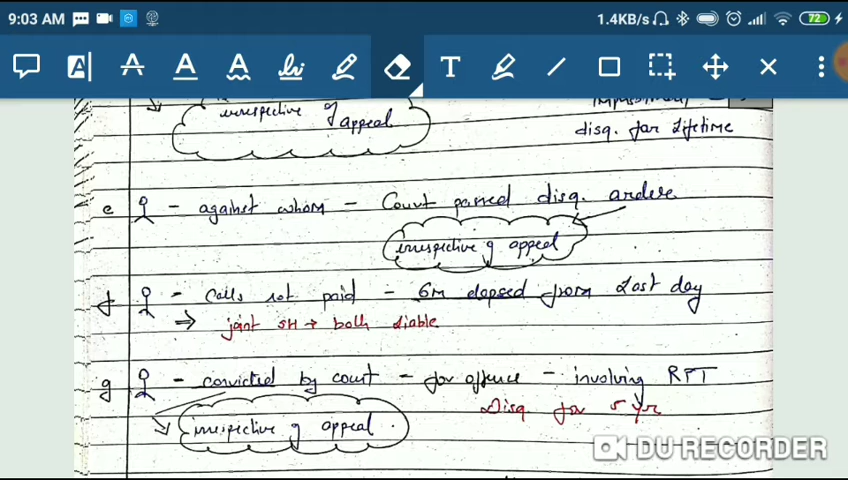 9:03 AM 1.4KB/s 72
T
irrespective of appeal
disq. for Lifetime
e - against whom - Court passed disq. orders
irrespective of appeal
f - Calls not paid - 6m elapsed from Last day
⇒ joint SH → both Liable
g - convicted by court - for offence - involving RPT
Disq for 5 yr
irrespective of appeal.
DU RECORDER